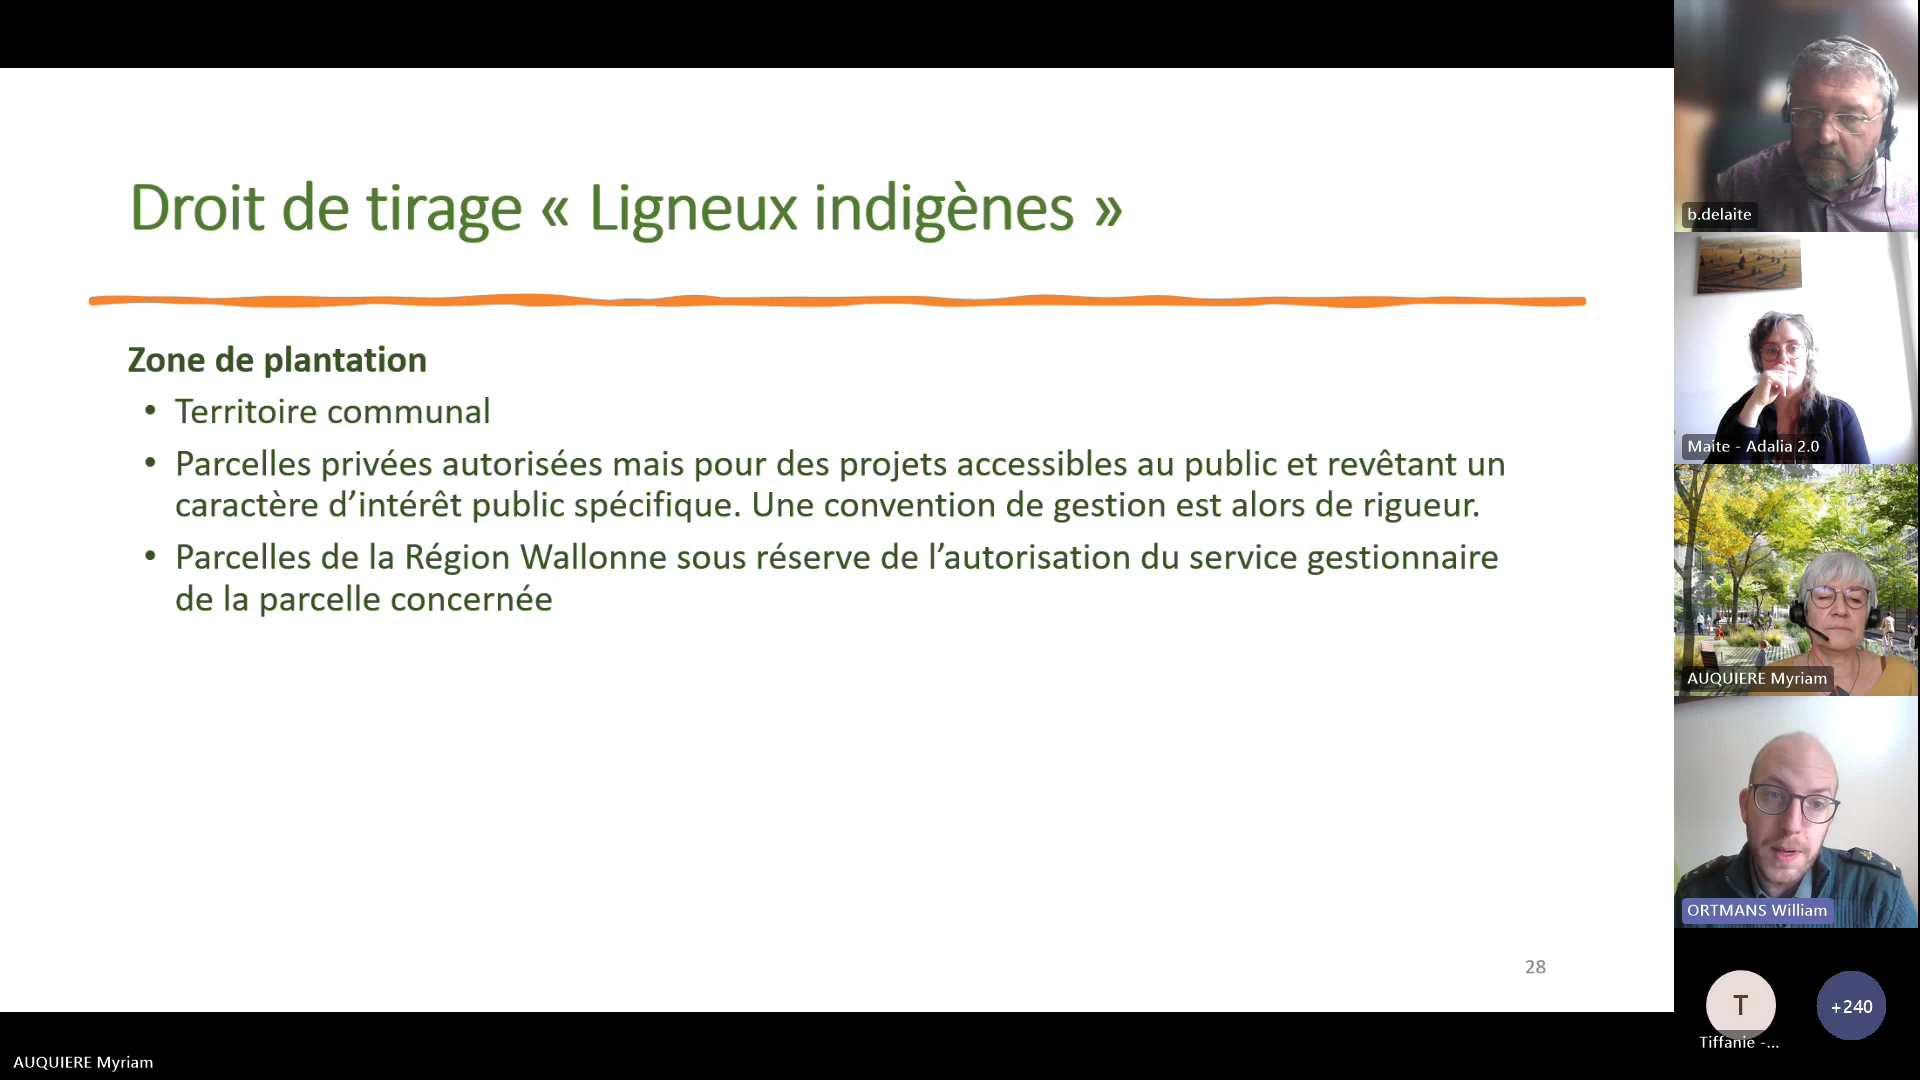 Droit de tirage « Ligneux indigènes »
Zone de plantation
• Territoire communal
• Parcelles privées autorisées mais pour des projets accessibles au public et revêtant un
caractère d’intérêt public spécifique. Une convention de gestion est alors de rigueur.
• Parcelles de la Région Wallonne sous réserve de l’autorisation du service gestionnaire
de la parcelle concernée
28
b.delaite
Maite - Adalia 2.0
AUQUIERE Myriam
ORTMANS William
T
+240
Tiffanie -...
AUQUIERE Myriam